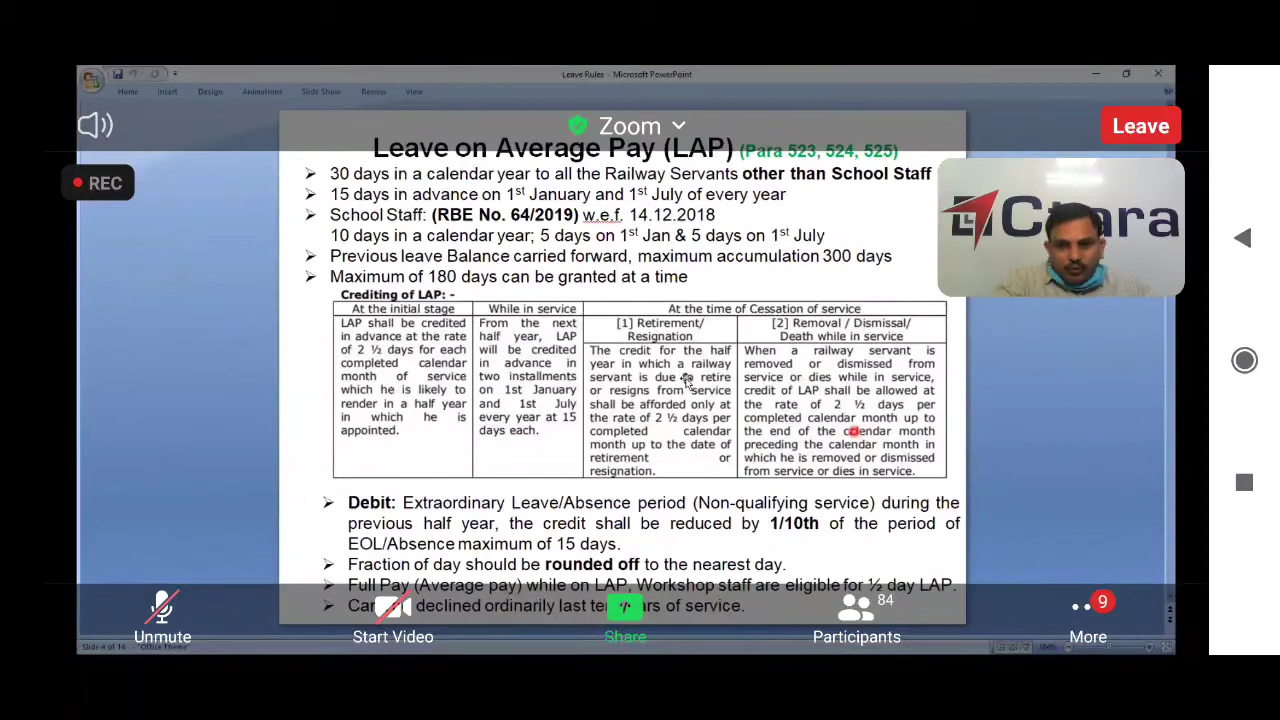 Leave Rules - Microsoft PowerPoint
Home Insert Design Animations Slide Show Review View
Zoom
Leave
REC
Leave on Average Pay (LAP) (Para 523, 524, 525)
30 days in a calendar year to all the Railway Servants other than School Staff
15 days in advance on 1st January and 1st July of every year
School Staff: (RBE No. 64/2019) w.e.f. 14.12.2018
10 days in a calendar year; 5 days on 1st Jan & 5 days on 1st July
Previous leave Balance carried forward, maximum accumulation 300 days
Maximum of 180 days can be granted at a time
Crediting of LAP: -
At the initial stage
LAP shall be credited
in advance at the rate
of 2 ½ days for each
completed calendar
month of service
which he is likely to
render in a half year
in which he is
appointed.
While in service
From the next
half year, LAP
will be credited
in advance in
two installments
on 1st January
and 1st July
every year at 15
days each.
At the time of Cessation of service
[1] Retirement/
Resignation
The credit for the half
year in which a railway
servant is due to retire
or resigns from service
shall be afforded only at
the rate of 2 ½ days per
completed calendar
month up to the date of
retirement or
resignation.
[2] Removal / Dismissal/
Death while in service
When a railway servant is
removed or dismissed from
service or dies while in service,
credit of LAP shall be allowed at
the rate of 2 ½ days per
completed calendar month up to
the end of the calendar month
preceding the calendar month in
which he is removed or dismissed
from service or dies in service.
Debit: Extraordinary Leave/Absence period (Non-qualifying service) during the
previous half year, the credit shall be reduced by 1/10th of the period of
EOL/Absence maximum of 15 days.
Fraction of day should be rounded off to the nearest day.
Full Pay (Average pay) while on LAP, Workshop staff are eligible for ½ day LAP.
declined ordinarily last of service.
Ctara
Unmute
Start Video
Share
84
Participants
9
More
Slide 4 of 16 "Office Theme" 104%